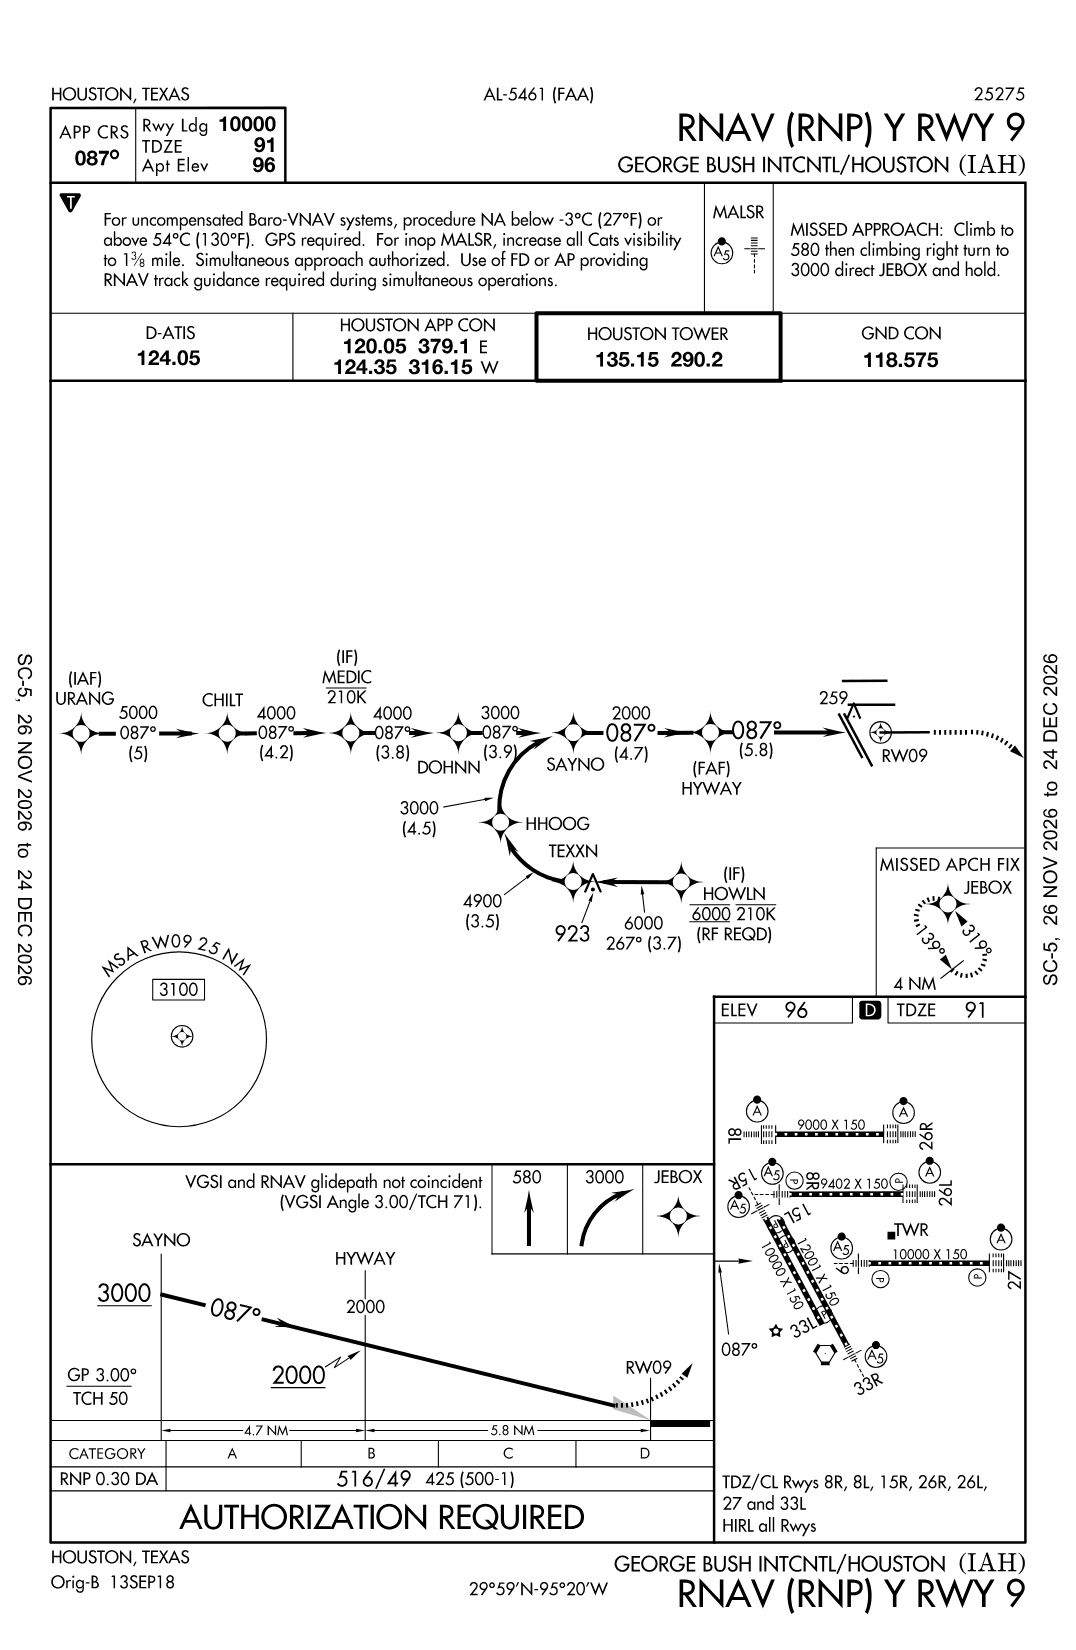 HOUSTON, TEXAS
AL-5461 (FAA)
25275
APP CRS
087°
Rwy Ldg 10000
TDZE 91
Apt Elev 96
RNAV (RNP) Y RWY 9
GEORGE BUSH INTCNTL/HOUSTON (IAH)
T
For uncompensated Baro-VNAV systems, procedure NA below -3°C (27°F) or
above 54°C (130°F). GPS required. For inop MALSR, increase all Cats visibility
to 1⅜ mile. Simultaneous approach authorized. Use of FD or AP providing
RNAV track guidance required during simultaneous operations.
MALSR
A5
MISSED APPROACH: Climb to
580 then climbing right turn to
3000 direct JEBOX and hold.
D-ATIS
124.05
HOUSTON APP CON
120.05 379.1 E
124.35 316.15 W
HOUSTON TOWER
135.15 290.2
GND CON
118.575
SC-5, 26 NOV 2026 to 24 DEC 2026
SC-5, 26 NOV 2026 to 24 DEC 2026
(IAF)
URANG
5000
087°
(5)
CHILT
4000
087°
(4.2)
(IF)
MEDIC
210K
4000
087°
(3.8)
DOHNN
3000
087°
(3.9)
SAYNO
2000
087°
(4.7)
(FAF)
HYWAY
087°
(5.8)
259
RW09
3000
(4.5)
HHOOG
TEXXN
4900
(3.5)
923
6000
267° (3.7)
(IF)
HOWLN
6000 210K
(RF REQD)
MISSED APCH FIX
JEBOX
139°
319°
4 NM
MSA RW09 25 NM
3100
ELEV 96
D
TDZE 91
A
A
8L
9000 X 150
26R
15R
A5
P
8R
9402 X 150
P
A
26L
A5
15L
P
P
TWR
A5
9
10000 X 150
A
P
P
27
10000 X 150
12001 X 150
33L
P
087°
A5
33R
TDZ/CL Rwys 8R, 8L, 15R, 26R, 26L,
27 and 33L
HIRL all Rwys
VGSI and RNAV glidepath not coincident
(VGSI Angle 3.00/TCH 71).
580
3000
JEBOX
SAYNO
HYWAY
3000
087°
2000
2000
RW09
GP 3.00°
TCH 50
4.7 NM
5.8 NM
CATEGORY A B C D
RNP 0.30 DA 516/49 425 (500-1)
AUTHORIZATION REQUIRED
HOUSTON, TEXAS
Orig-B 13SEP18
29°59'N-95°20'W
GEORGE BUSH INTCNTL/HOUSTON (IAH)
RNAV (RNP) Y RWY 9